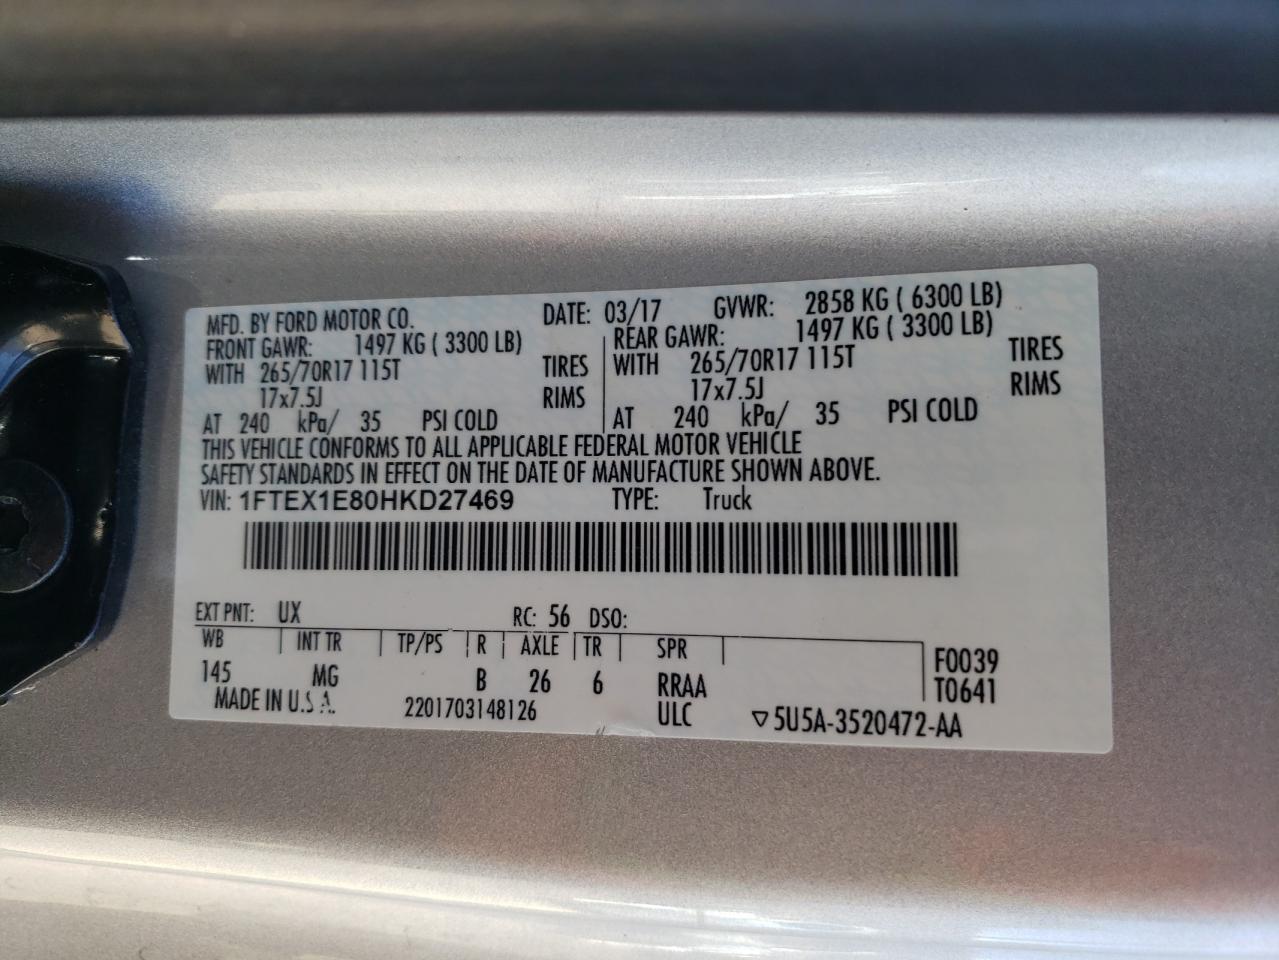 MFD. BY FORD MOTOR CO. DATE: 03/17 GVWR: 2858 KG ( 6300 LB)
FRONT GAWR: 1497 KG ( 3300 LB) REAR GAWR: 1497 KG ( 3300 LB)
WITH 265/70R17 115T TIRES WITH 265/70R17 115T TIRES
17x7.5J RIMS 17x7.5J RIMS
AT 240 kPa/ 35 PSI COLD AT 240 kPa/ 35 PSI COLD
THIS VEHICLE CONFORMS TO ALL APPLICABLE FEDERAL MOTOR VEHICLE
SAFETY STANDARDS IN EFFECT ON THE DATE OF MANUFACTURE SHOWN ABOVE.
VIN: 1FTEX1E80HKD27469 TYPE: Truck
EXT PNT: UX RC: 56 DSO:
WB INT TR TP/PS R AXLE TR SPR F0039
145 MG B 26 6 RRAA T0641
MADE IN U.S.A. 2201703148126 ULC ▽5U5A-3520472-AA